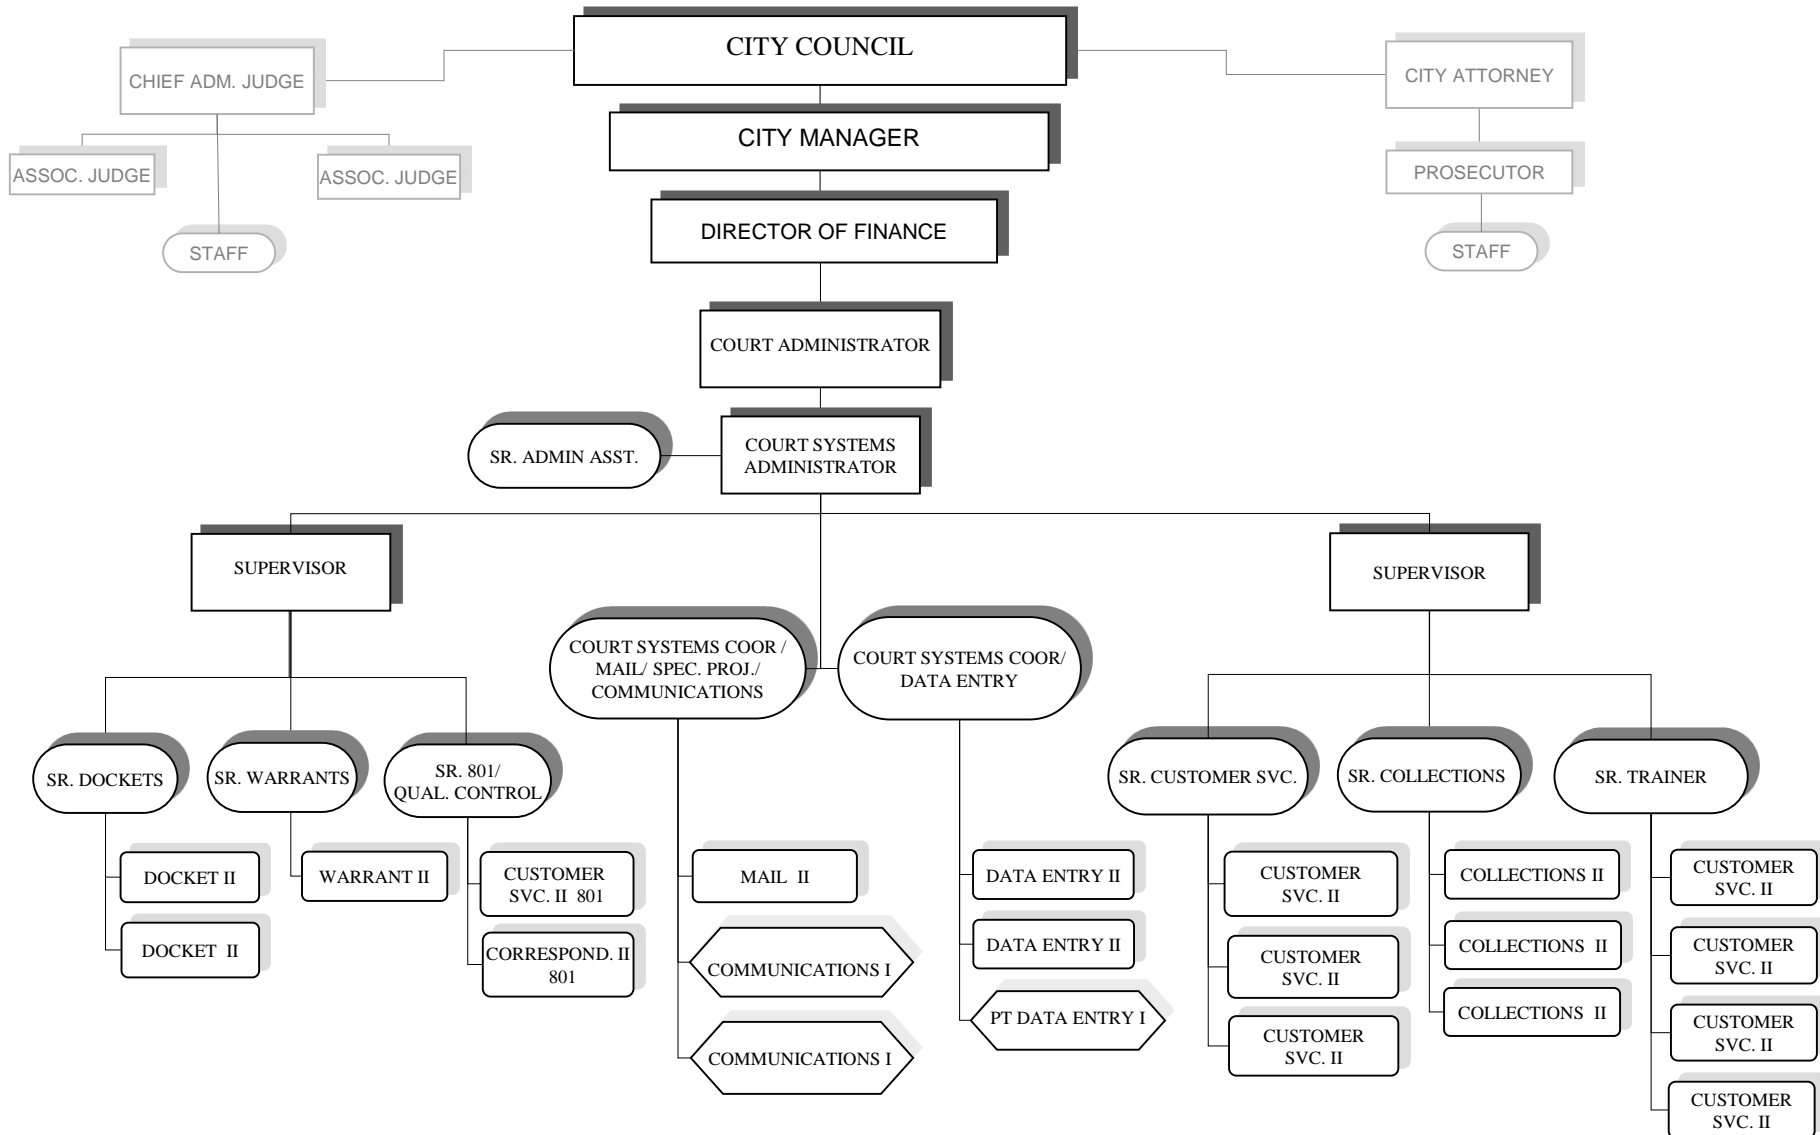 CITY COUNCIL
CHIEF ADM. JUDGE
CITY ATTORNEY
CITY MANAGER
ASSOC. JUDGE
ASSOC. JUDGE
PROSECUTOR
DIRECTOR OF FINANCE
STAFF
STAFF
COURT ADMINISTRATOR
SR. ADMIN ASST.
COURT SYSTEMS
ADMINISTRATOR
SUPERVISOR
SUPERVISOR
COURT SYSTEMS COOR /
MAIL/ SPEC. PROJ./
COMMUNICATIONS
COURT SYSTEMS COOR/
DATA ENTRY
SR. DOCKETS
SR. WARRANTS
SR. 801/
QUAL. CONTROL
SR. CUSTOMER SVC.
SR. COLLECTIONS
SR. TRAINER
DOCKET II
DOCKET II
WARRANT II
CUSTOMER
SVC. II 801
CORRESPOND. II
801
MAIL II
COMMUNICATIONS I
COMMUNICATIONS I
DATA ENTRY II
DATA ENTRY II
PT DATA ENTRY I
CUSTOMER
SVC. II
CUSTOMER
SVC. II
CUSTOMER
SVC. II
COLLECTIONS II
COLLECTIONS II
COLLECTIONS II
CUSTOMER
SVC. II
CUSTOMER
SVC. II
CUSTOMER
SVC. II
CUSTOMER
SVC. II